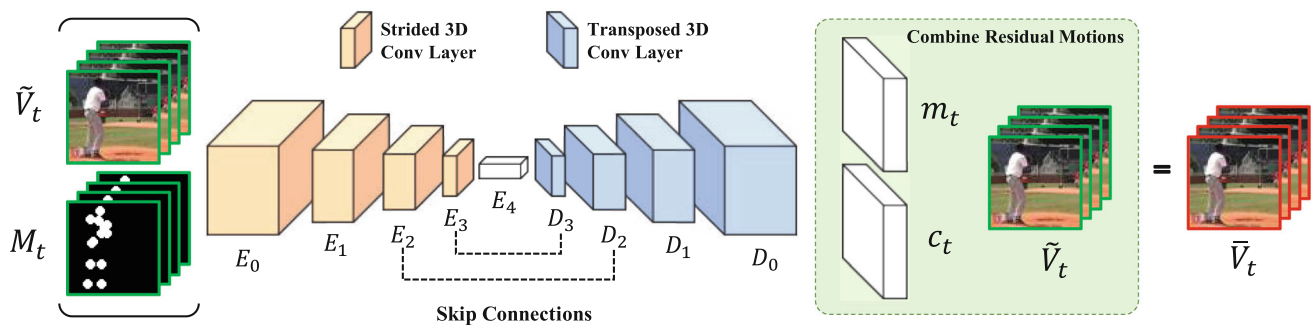 Strided 3D
Conv Layer
Transposed 3D
Conv Layer
Combine Residual Motions
Ṽ_t
M_t
E_0
E_1
E_2
E_3
E_4
D_3
D_2
D_1
D_0
Skip Connections
m_t
c_t
Ṽ_t
=
V̄_t